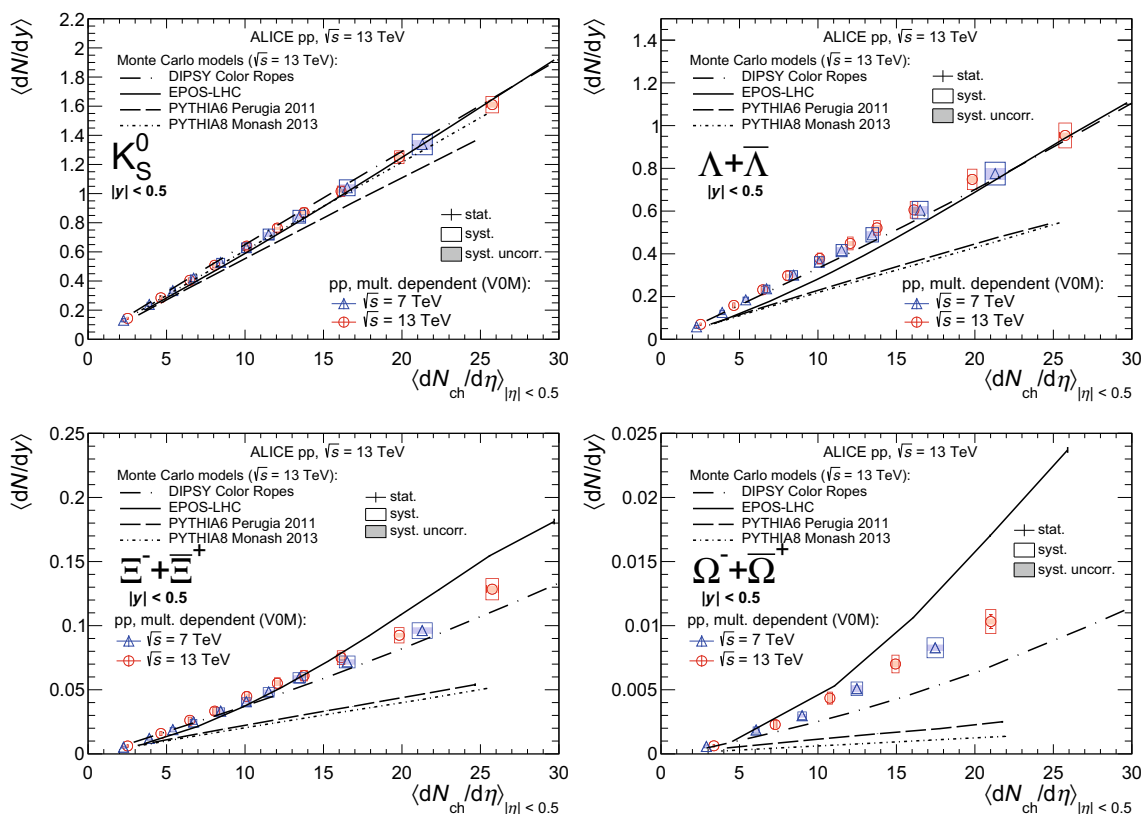 ALICE pp, √s = 13 TeV
Monte Carlo models (√s = 13 TeV):
DIPSY Color Ropes
EPOS-LHC
PYTHIA6 Perugia 2011
PYTHIA8 Monash 2013
K⁰_S
|y| < 0.5
stat.
syst.
syst. uncorr.
pp, mult. dependent (V0M):
√s = 7 TeV
√s = 13 TeV
⟨dN/dy⟩
2.2
2
1.8
1.6
1.4
1.2
1
0.8
0.6
0.4
0.2
0
0 5 10 15 20 25 30
⟨dN_ch/dη⟩_|η| < 0.5
ALICE pp, √s = 13 TeV
Monte Carlo models (√s = 13 TeV):
DIPSY Color Ropes
EPOS-LHC
PYTHIA6 Perugia 2011
PYTHIA8 Monash 2013
stat.
syst.
syst. uncorr.
Λ+Λ̅
|y| < 0.5
pp, mult. dependent (V0M):
√s = 7 TeV
√s = 13 TeV
⟨dN/dy⟩
1.4
1.2
1
0.8
0.6
0.4
0.2
0
0 5 10 15 20 25 30
⟨dN_ch/dη⟩_|η| < 0.5
ALICE pp, √s = 13 TeV
Monte Carlo models (√s = 13 TeV):
DIPSY Color Ropes
EPOS-LHC
PYTHIA6 Perugia 2011
PYTHIA8 Monash 2013
stat.
syst.
syst. uncorr.
Ξ⁻+Ξ̅⁺
|y| < 0.5
pp, mult. dependent (V0M):
√s = 7 TeV
√s = 13 TeV
⟨dN/dy⟩
0.25
0.2
0.15
0.1
0.05
0
0 5 10 15 20 25 30
⟨dN_ch/dη⟩_|η| < 0.5
ALICE pp, √s = 13 TeV
Monte Carlo models (√s = 13 TeV):
DIPSY Color Ropes
EPOS-LHC
PYTHIA6 Perugia 2011
PYTHIA8 Monash 2013
stat.
syst.
syst. uncorr.
Ω⁻+Ω̅⁺
|y| < 0.5
pp, mult. dependent (V0M):
√s = 7 TeV
√s = 13 TeV
⟨dN/dy⟩
0.025
0.02
0.015
0.01
0.005
0
0 5 10 15 20 25 30
⟨dN_ch/dη⟩_|η| < 0.5